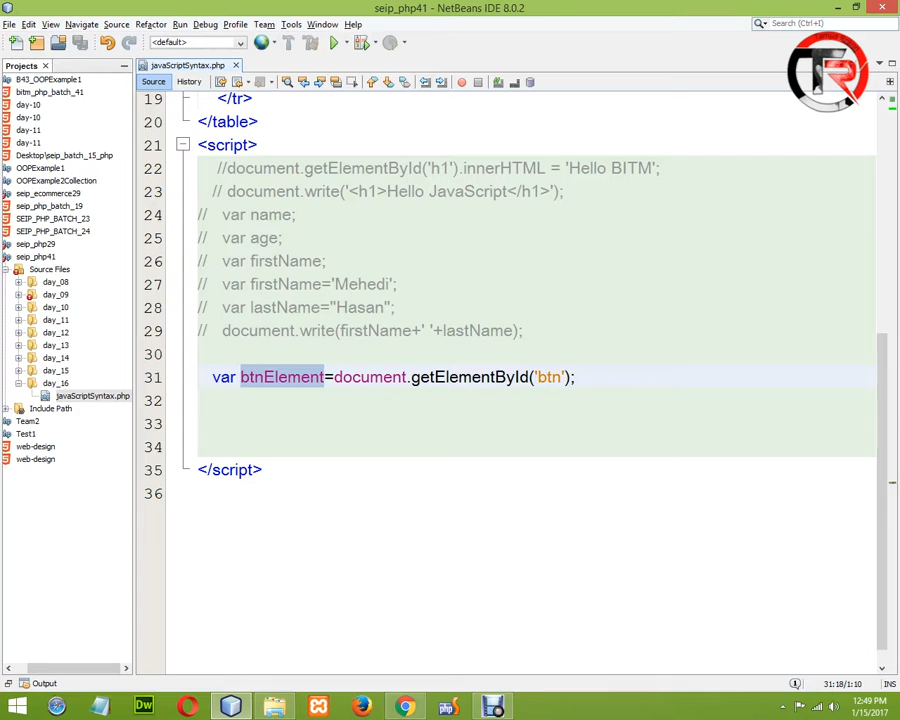 seip_php41 - NetBeans IDE 8.0.2
File Edit View Navigate Source Refactor Run Debug Profile Team Tools Window Help
Search (Ctrl+I)
<default>
Projects
javaScriptSyntax.php
Source History
B43_OOPExample1
bitm_php_batch_41
day-10
day-10
day-11
day-11
Desktop\seip_batch_15_php
OOPExample1
OOPExample2Collection
seip_ecommerce29
seip_php_batch_19
SEIP_PHP_BATCH_23
SEIP_PHP_BATCH_24
seip_php29
seip_php41
Source Files
day_08
day_09
day_10
day_11
day_12
day_13
day_14
day_15
day_16
javaScriptSyntax.php
Include Path
Team2
Test1
web-design
web-design
19 </tr>
20 </table>
21 <script>
22 //document.getElementById('h1').innerHTML = 'Hello BITM';
23 // document.write('<h1>Hello JavaScript</h1>');
24 // var name;
25 // var age;
26 // var firstName;
27 // var firstName='Mehedi';
28 // var lastName="Hasan";
29 // document.write(firstName+' '+lastName);
30
31 var btnElement=document.getElementById('btn');
32
33
34
35 </script>
36
Output
31:18/1:10 INS
Dw
php
12:49 PM
1/15/2017